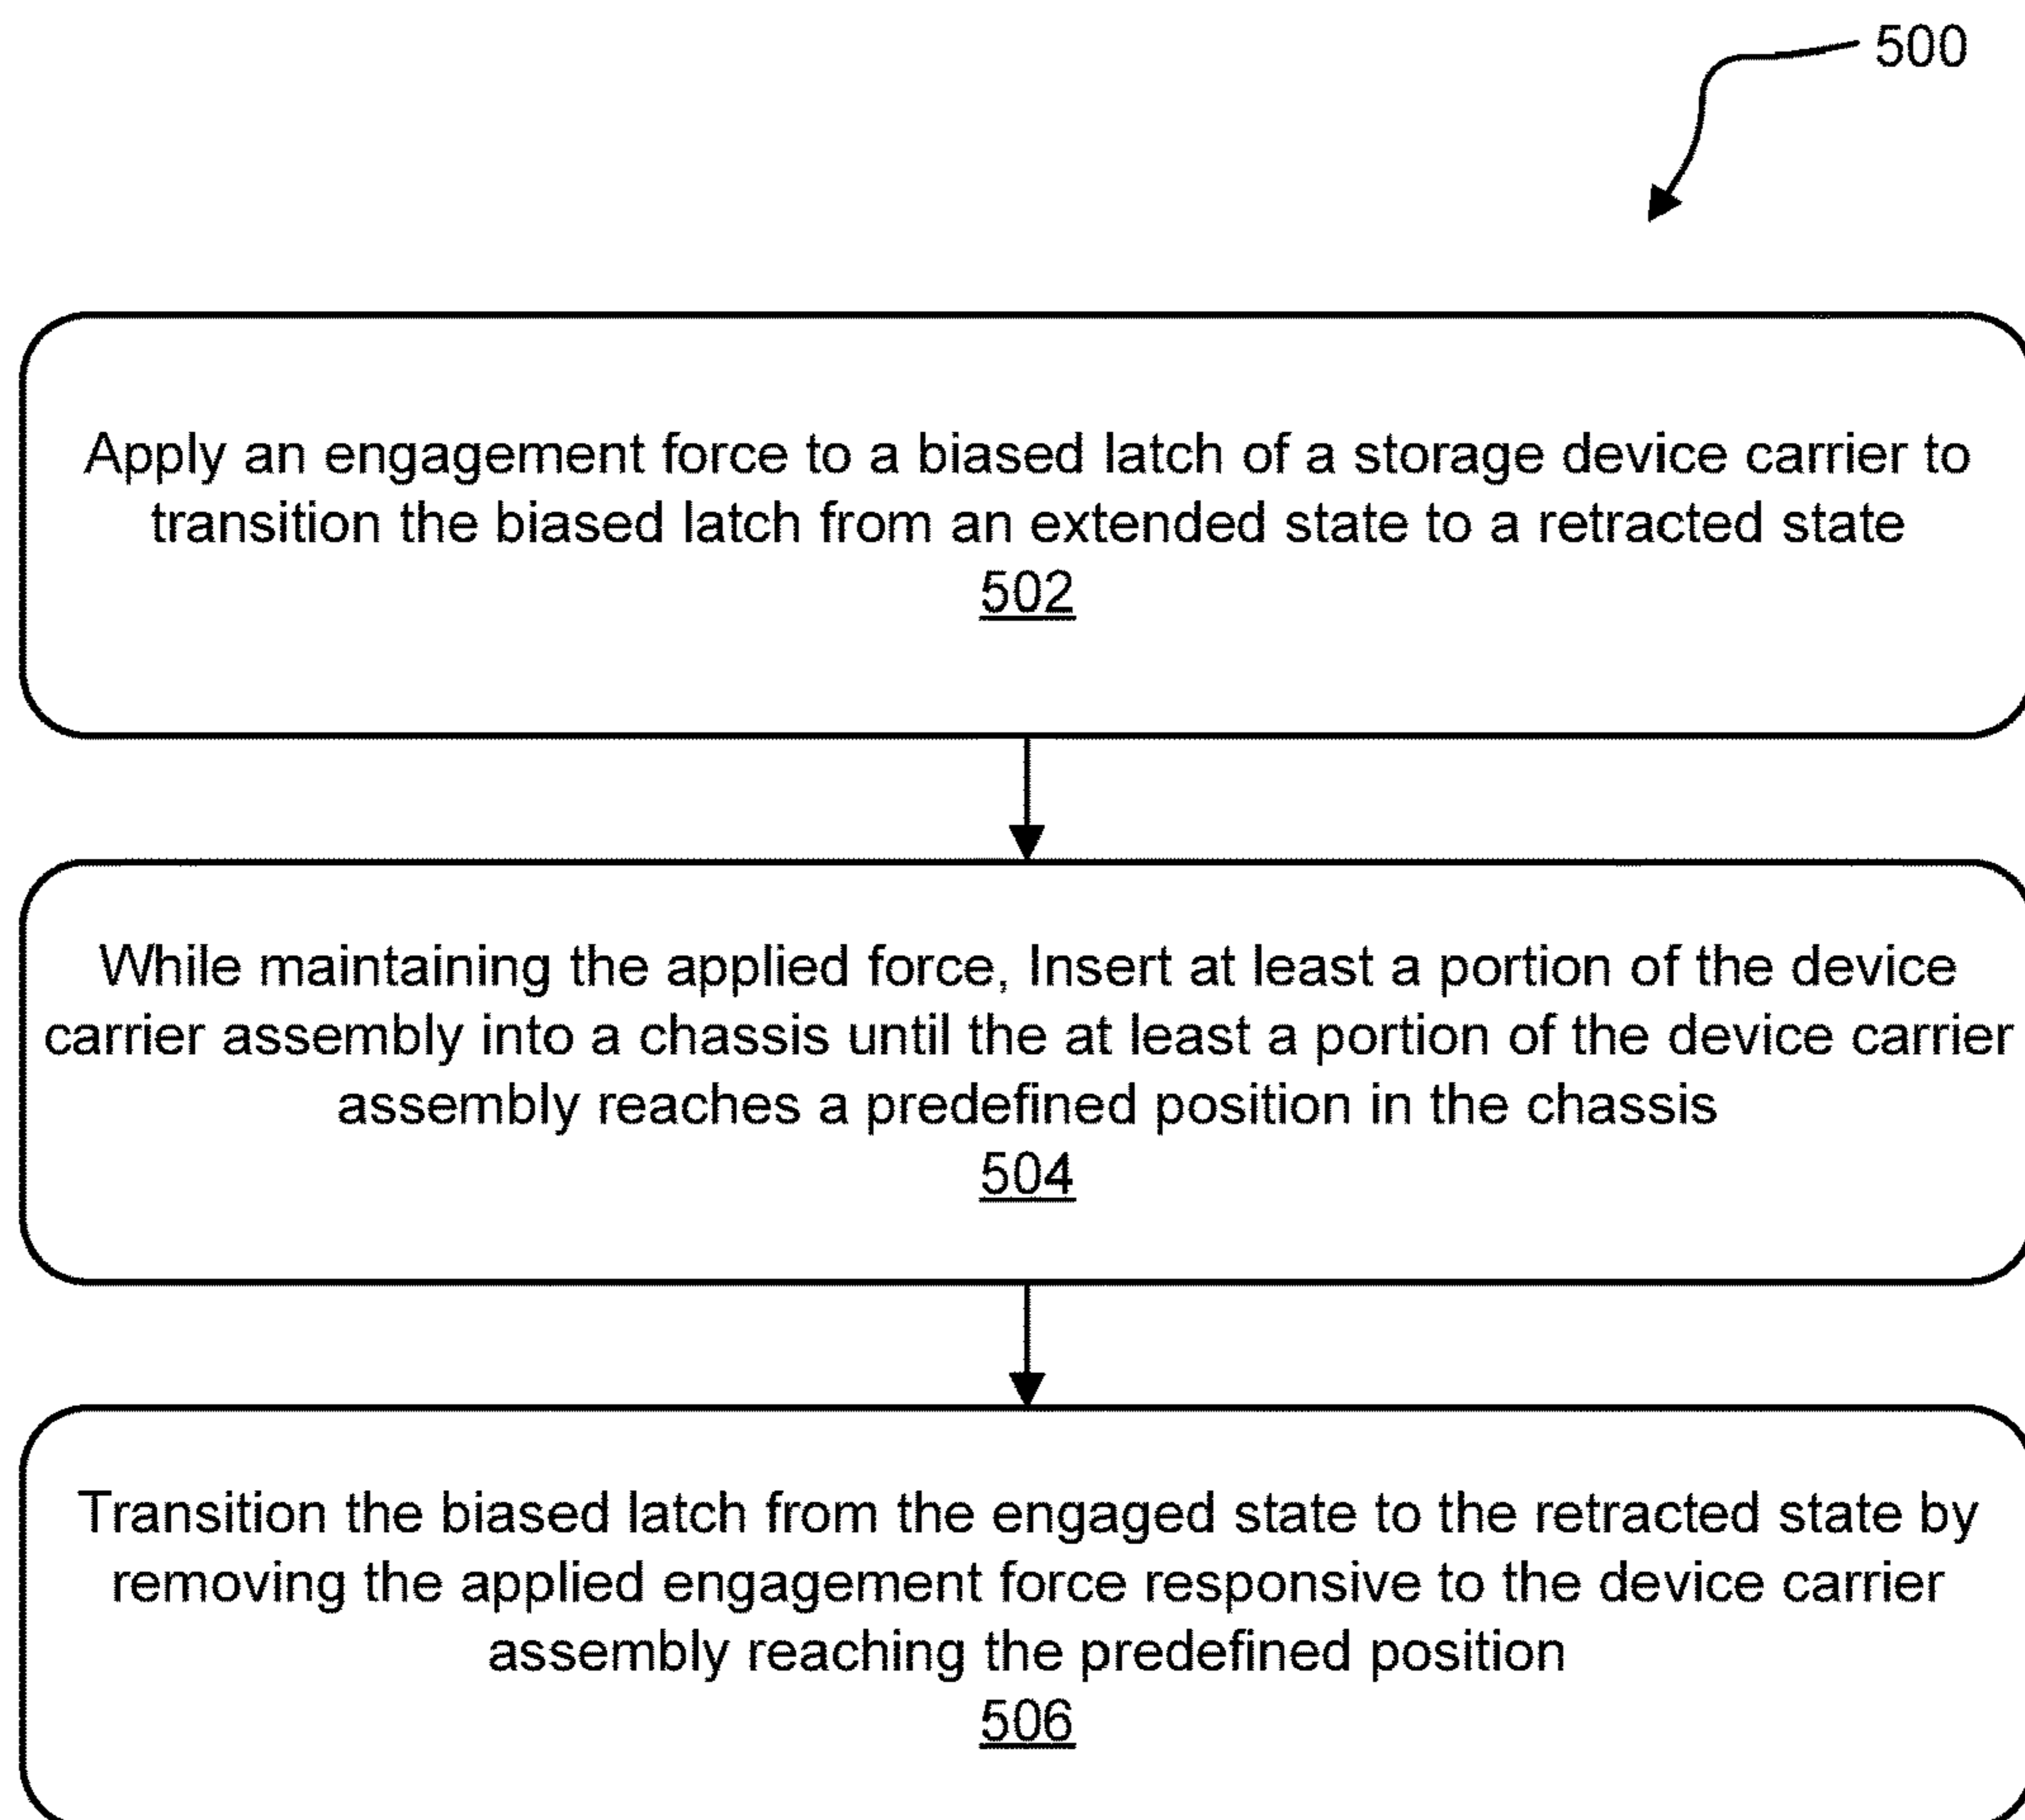 500
Apply an engagement force to a biased latch of a storage device carrier to
transition the biased latch from an extended state to a retracted state
502
While maintaining the applied force, Insert at least a portion of the device
carrier assembly into a chassis until the at least a portion of the device carrier
assembly reaches a predefined position in the chassis
504
Transition the biased latch from the engaged state to the retracted state by
removing the applied engagement force responsive to the device carrier
assembly reaching the predefined position
506